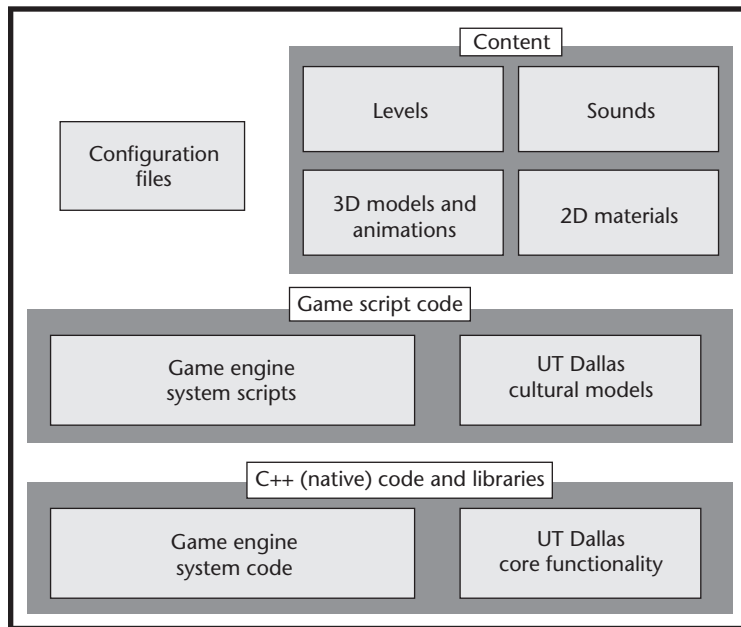 Content
Levels
Sounds
Configuration
files
3D models and
animations
2D materials
Game script code
Game engine
system scripts
UT Dallas
cultural models
C++ (native) code and libraries
Game engine
system code
UT Dallas
core functionality